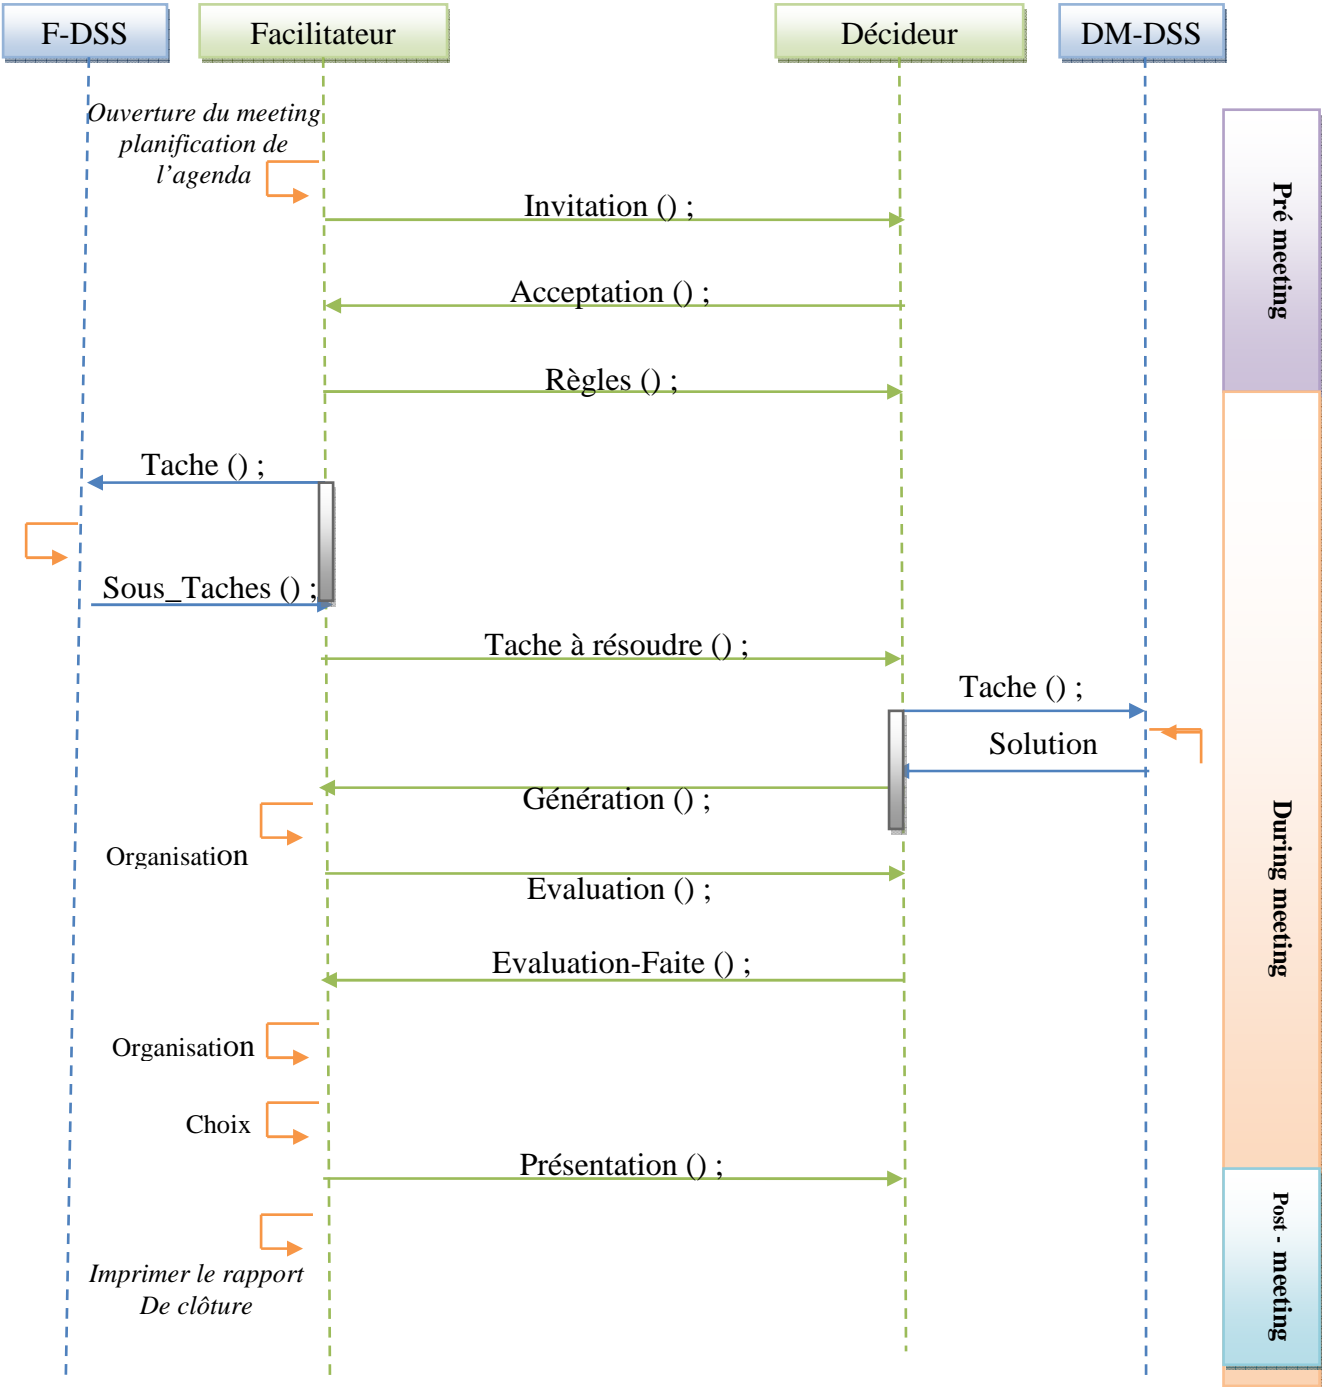 F-DSS
Facilitateur
Décideur
DM-DSS
Ouverture du meeting
planification de
l’agenda
Invitation () ;
Acceptation () ;
Règles () ;
Tache () ;
Sous_Taches () ;
Tache à résoudre () ;
Tache () ;
Solution
Génération () ;
Organisation
Evaluation () ;
Evaluation-Faite () ;
Organisation
Choix
Présentation () ;
Imprimer le rapport
De clôture
Pré meeting
During meeting
Post - meeting